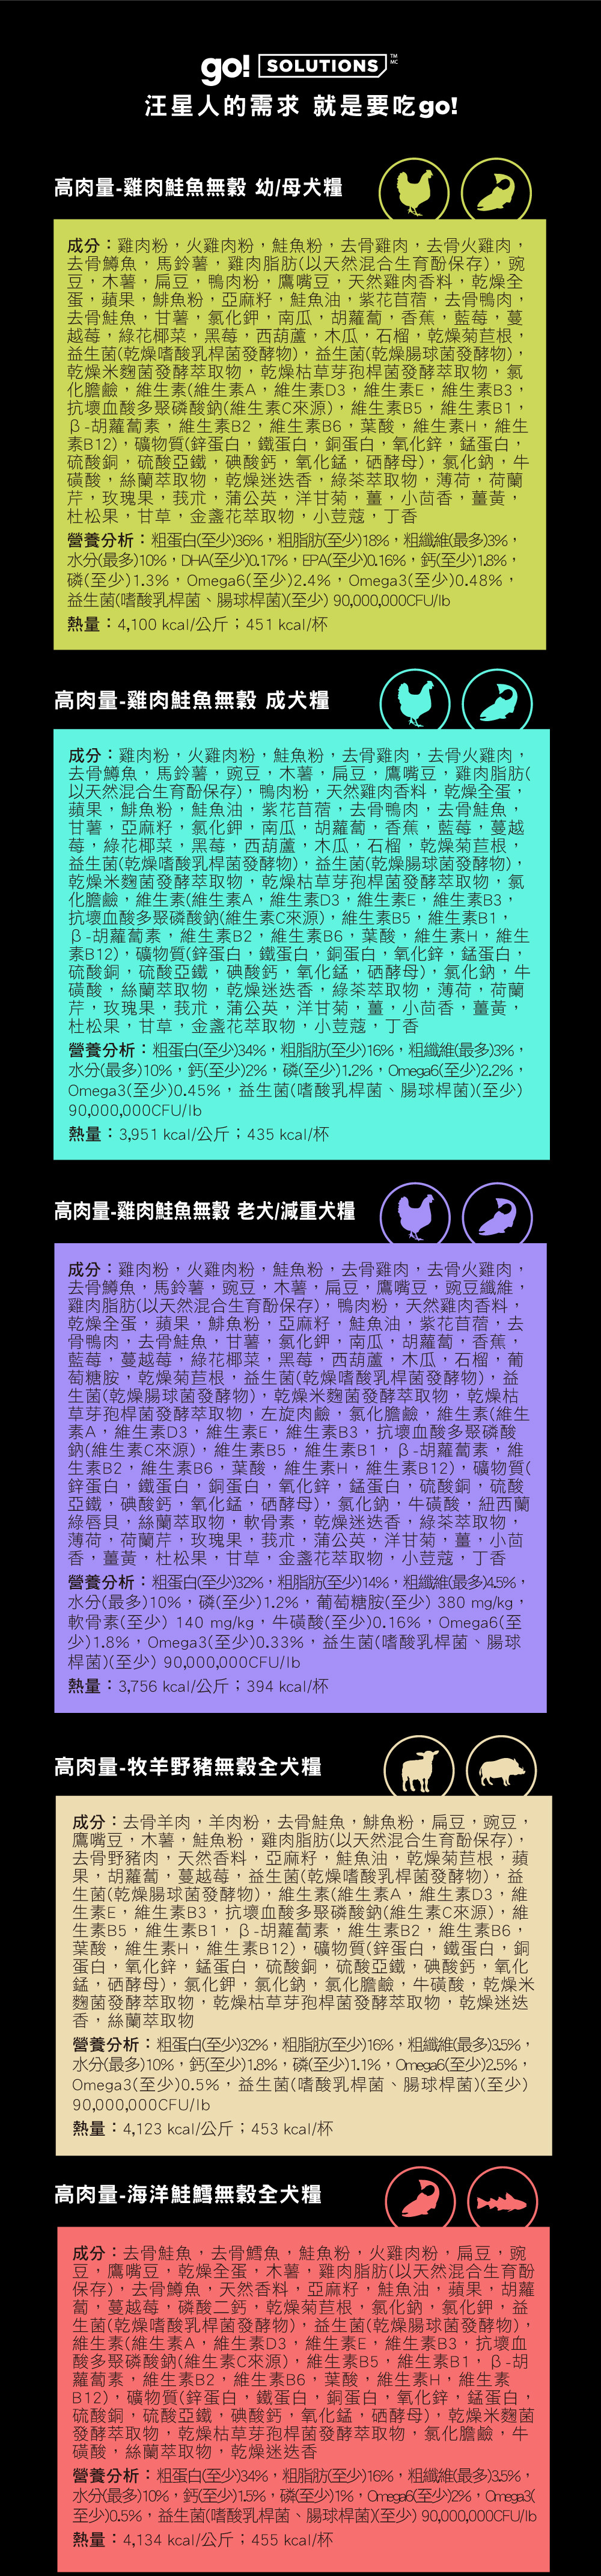 go! SOLUTIONS TM MC
汪星人的需求 就是要吃go!
高肉量-雞肉鮭魚無穀 幼/母犬糧
成分：雞肉粉，火雞肉粉，鮭魚粉，去骨雞肉，去骨火雞肉，
去骨鱒魚，馬鈴薯，雞肉脂肪(以天然混合生育酚保存)，豌
豆，木薯，扁豆，鴨肉粉，鷹嘴豆，天然雞肉香料，乾燥全
蛋，蘋果，鯡魚粉，亞麻籽，鮭魚油，紫花苜蓿，去骨鴨肉，
去骨鮭魚，甘薯，氯化鉀，南瓜，胡蘿蔔，香蕉，藍莓，蔓
越莓，綠花椰菜，黑莓，西葫蘆，木瓜，石榴，乾燥菊苣根，
益生菌(乾燥嗜酸乳桿菌發酵物)，益生菌(乾燥腸球菌發酵物)，
乾燥米麴菌發酵萃取物，乾燥枯草芽孢桿菌發酵萃取物，氯
化膽鹼，維生素(維生素A，維生素D3，維生素E，維生素B3，
抗壞血酸多聚磷酸鈉(維生素C來源)，維生素B5，維生素B1，
β-胡蘿蔔素，維生素B2，維生素B6，葉酸，維生素H，維生
素B12)，礦物質(鋅蛋白，鐵蛋白，銅蛋白，氧化鋅，錳蛋白，
硫酸銅，硫酸亞鐵，碘酸鈣，氧化錳，硒酵母)，氯化鈉，牛
磺酸，絲蘭萃取物，乾燥迷迭香，綠茶萃取物，薄荷，荷蘭
芹，玫瑰果，莪朮，蒲公英，洋甘菊，薑，小茴香，薑黃，
杜松果，甘草，金盞花萃取物，小荳蔻，丁香
營養分析：粗蛋白(至少)36%，粗脂肪(至少)18%，粗纖維(最多)3%，
水分(最多)10%，DHA(至少)0.17%，EPA(至少)0.16%，鈣(至少)1.8%，
磷(至少)1.3%，Omega6(至少)2.4%，Omega3(至少)0.48%，
益生菌(嗜酸乳桿菌、腸球桿菌)(至少) 90,000,000CFU/lb
熱量：4,100 kcal/公斤；451 kcal/杯
高肉量-雞肉鮭魚無穀 成犬糧
成分：雞肉粉，火雞肉粉，鮭魚粉，去骨雞肉，去骨火雞肉，
去骨鱒魚，馬鈴薯，豌豆，木薯，扁豆，鷹嘴豆，雞肉脂肪(
以天然混合生育酚保存)，鴨肉粉，天然雞肉香料，乾燥全蛋，
蘋果，鯡魚粉，鮭魚油，紫花苜蓿，去骨鴨肉，去骨鮭魚，
甘薯，亞麻籽，氯化鉀，南瓜，胡蘿蔔，香蕉，藍莓，蔓越
莓，綠花椰菜，黑莓，西葫蘆，木瓜，石榴，乾燥菊苣根，
益生菌(乾燥嗜酸乳桿菌發酵物)，益生菌(乾燥腸球菌發酵物)，
乾燥米麴菌發酵萃取物，乾燥枯草芽孢桿菌發酵萃取物，氯
化膽鹼，維生素(維生素A，維生素D3，維生素E，維生素B3，
抗壞血酸多聚磷酸鈉(維生素C來源)，維生素B5，維生素B1，
β-胡蘿蔔素，維生素B2，維生素B6，葉酸，維生素H，維生
素B12)，礦物質(鋅蛋白，鐵蛋白，銅蛋白，氧化鋅，錳蛋白，
硫酸銅，硫酸亞鐵，碘酸鈣，氧化錳，硒酵母)，氯化鈉，牛
磺酸，絲蘭萃取物，乾燥迷迭香，綠茶萃取物，薄荷，荷蘭
芹，玫瑰果，莪朮，蒲公英，洋甘菊，薑，小茴香，薑黃，
杜松果，甘草，金盞花萃取物，小荳蔻，丁香
營養分析：粗蛋白(至少)34%，粗脂肪(至少)16%，粗纖維(最多)3%，
水分(最多)10%，鈣(至少)2%，磷(至少)1.2%，Omega6(至少)2.2%，
Omega3(至少)0.45%，益生菌(嗜酸乳桿菌、腸球桿菌)(至少)
90,000,000CFU/lb
熱量：3,951 kcal/公斤；435 kcal/杯
高肉量-雞肉鮭魚無穀 老犬/減重犬糧
成分：雞肉粉，火雞肉粉，鮭魚粉，去骨雞肉，去骨火雞肉，
去骨鱒魚，馬鈴薯，豌豆，木薯，扁豆，鷹嘴豆，豌豆纖維，
雞肉脂肪(以天然混合生育酚保存)，鴨肉粉，天然雞肉香料，
乾燥全蛋，蘋果，鯡魚粉，亞麻籽，鮭魚油，紫花苜蓿，去
骨鴨肉，去骨鮭魚，甘薯，氯化鉀，南瓜，胡蘿蔔，香蕉，
藍莓，蔓越莓，綠花椰菜，黑莓，西葫蘆，木瓜，石榴，葡
萄糖胺，乾燥菊苣根，益生菌(乾燥嗜酸乳桿菌發酵物)，益
生菌(乾燥腸球菌發酵物)，乾燥米麴菌發酵萃取物，乾燥枯
草芽孢桿菌發酵萃取物，左旋肉鹼，氯化膽鹼，維生素(維生
素A，維生素D3，維生素E，維生素B3，抗壞血酸多聚磷酸
鈉(維生素C來源)，維生素B5，維生素B1，β-胡蘿蔔素，維
生素B2，維生素B6，葉酸，維生素H，維生素B12)，礦物質(
鋅蛋白，鐵蛋白，銅蛋白，氧化鋅，錳蛋白，硫酸銅，硫酸
亞鐵，碘酸鈣，氧化錳，硒酵母)，氯化鈉，牛磺酸，紐西蘭
綠唇貝，絲蘭萃取物，軟骨素，乾燥迷迭香，綠茶萃取物，
薄荷，荷蘭芹，玫瑰果，莪朮，蒲公英，洋甘菊，薑，小茴
香，薑黃，杜松果，甘草，金盞花萃取物，小荳蔻，丁香
營養分析：粗蛋白(至少)32%，粗脂肪(至少)14%，粗纖維(最多)4.5%，
水分(最多)10%，磷(至少)1.2%，葡萄糖胺(至少) 380 mg/kg，
軟骨素(至少) 140 mg/kg，牛磺酸(至少)0.16%，Omega6(至
少)1.8%，Omega3(至少)0.33%，益生菌(嗜酸乳桿菌、腸球
桿菌)(至少) 90,000,000CFU/lb
熱量：3,756 kcal/公斤；394 kcal/杯
高肉量-牧羊野豬無穀全犬糧
成分：去骨羊肉，羊肉粉，去骨鮭魚，鯡魚粉，扁豆，豌豆，
鷹嘴豆，木薯，鮭魚粉，雞肉脂肪(以天然混合生育酚保存)，
去骨野豬肉，天然香料，亞麻籽，鮭魚油，乾燥菊苣根，蘋
果，胡蘿蔔，蔓越莓，益生菌(乾燥嗜酸乳桿菌發酵物)，益
生菌(乾燥腸球菌發酵物)，維生素(維生素A，維生素D3，維
生素E，維生素B3，抗壞血酸多聚磷酸鈉(維生素C來源)，維
生素B5，維生素B1，β-胡蘿蔔素，維生素B2，維生素B6，
葉酸，維生素H，維生素B12)，礦物質(鋅蛋白，鐵蛋白，銅
蛋白，氧化鋅，錳蛋白，硫酸銅，硫酸亞鐵，碘酸鈣，氧化
錳，硒酵母)，氯化鉀，氯化鈉，氯化膽鹼，牛磺酸，乾燥米
麴菌發酵萃取物，乾燥枯草芽孢桿菌發酵萃取物，乾燥迷迭
香，絲蘭萃取物
營養分析：粗蛋白(至少)32%，粗脂肪(至少)16%，粗纖維(最多)3.5%，
水分(最多)10%，鈣(至少)1.8%，磷(至少)1.1%，Omega6(至少)2.5%，
Omega3(至少)0.5%，益生菌(嗜酸乳桿菌、腸球桿菌)(至少)
90,000,000CFU/lb
熱量：4,123 kcal/公斤；453 kcal/杯
高肉量-海洋鮭鱈無穀全犬糧
成分：去骨鮭魚，去骨鱈魚，鮭魚粉，火雞肉粉，扁豆，豌
豆，鷹嘴豆，乾燥全蛋，木薯，雞肉脂肪(以天然混合生育酚
保存)，去骨鱒魚，天然香料，亞麻籽，鮭魚油，蘋果，胡蘿
蔔，蔓越莓，磷酸二鈣，乾燥菊苣根，氯化鈉，氯化鉀，益
生菌(乾燥嗜酸乳桿菌發酵物)，益生菌(乾燥腸球菌發酵物)，
維生素(維生素A，維生素D3，維生素E，維生素B3，抗壞血
酸多聚磷酸鈉(維生素C來源)，維生素B5，維生素B1，β-胡
蘿蔔素，維生素B2，維生素B6，葉酸，維生素H，維生素
B12)，礦物質(鋅蛋白，鐵蛋白，銅蛋白，氧化鋅，錳蛋白，
硫酸銅，硫酸亞鐵，碘酸鈣，氧化錳，硒酵母)，乾燥米麴菌
發酵萃取物，乾燥枯草芽孢桿菌發酵萃取物，氯化膽鹼，牛
磺酸，絲蘭萃取物，乾燥迷迭香
營養分析：粗蛋白(至少)34%，粗脂肪(至少)16%，粗纖維(最多)3.5%，
水分(最多)10%，鈣(至少)1.5%，磷(至少)1%，Omega6(至少)2%，Omega3(
至少)0.5%，益生菌(嗜酸乳桿菌、腸球桿菌)(至少) 90,000,000CFU/lb
熱量：4,134 kcal/公斤；455 kcal/杯